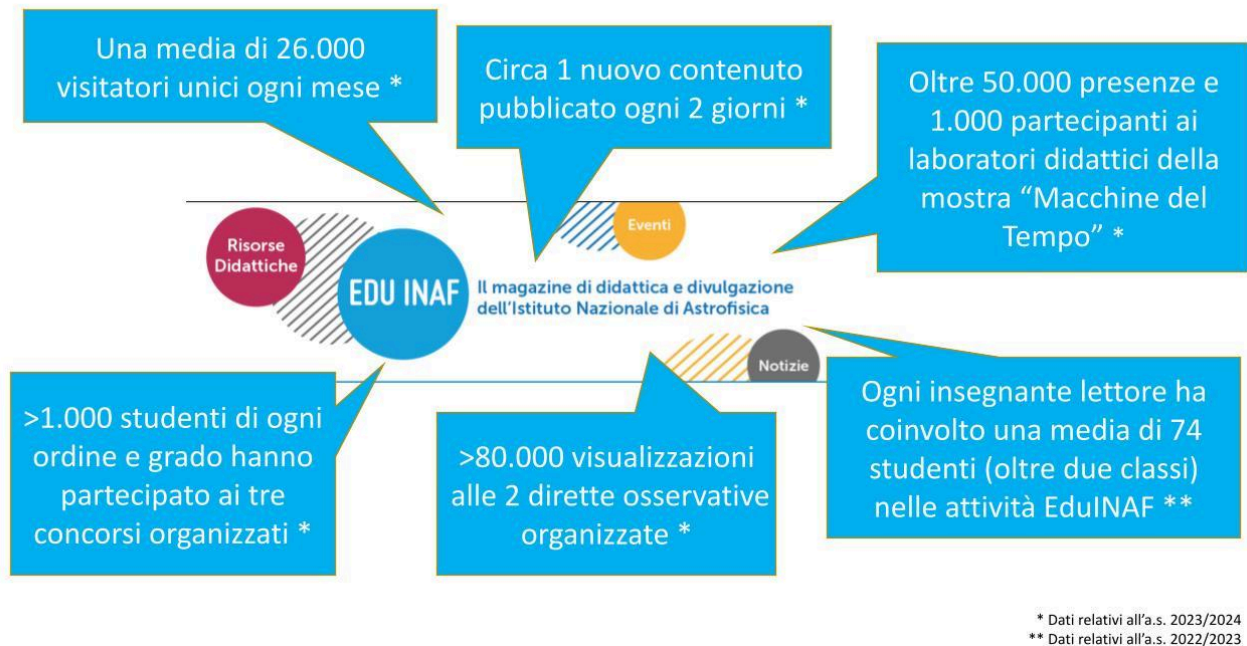 Una media di 26.000
visitatori unici ogni mese *
Circa 1 nuovo contenuto
pubblicato ogni 2 giorni *
Oltre 50.000 presenze e
1.000 partecipanti ai
laboratori didattici della
mostra “Macchine del
Tempo” *
Risorse
Didattiche
EDU INAF
Eventi
Il magazine di didattica e divulgazione
dell'Istituto Nazionale di Astrofisica
Notizie
>1.000 studenti di ogni
ordine e grado hanno
partecipato ai tre
concorsi organizzati *
>80.000 visualizzazioni
alle 2 dirette osservative
organizzate *
Ogni insegnante lettore ha
coinvolto una media di 74
studenti (oltre due classi)
nelle attività EduINAF **
* Dati relativi all’a.s. 2023/2024
** Dati relativi all’a.s. 2022/2023